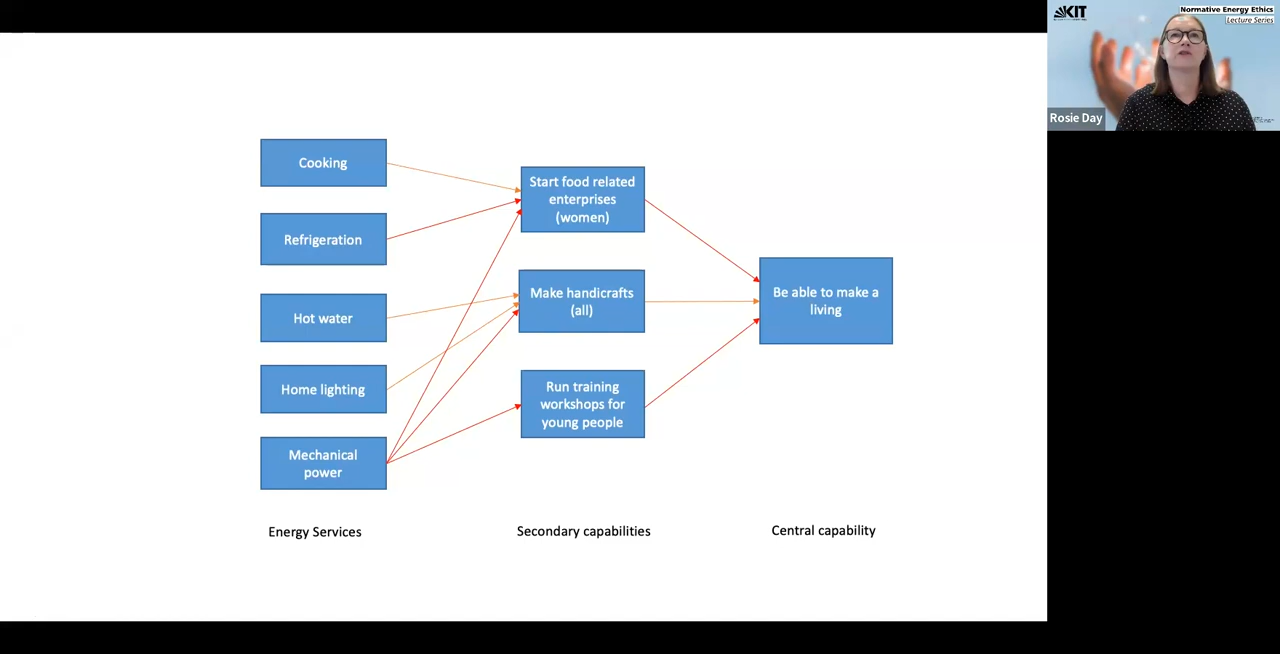 KIT
Normative Energy Ethics
Lecture Series
Rosie Day
Cooking
Refrigeration
Hot water
Home lighting
Mechanical
power
Start food related
enterprises
(women)
Make handicrafts
(all)
Run training
workshops for
young people
Be able to make a
living
Energy Services
Secondary capabilities
Central capability